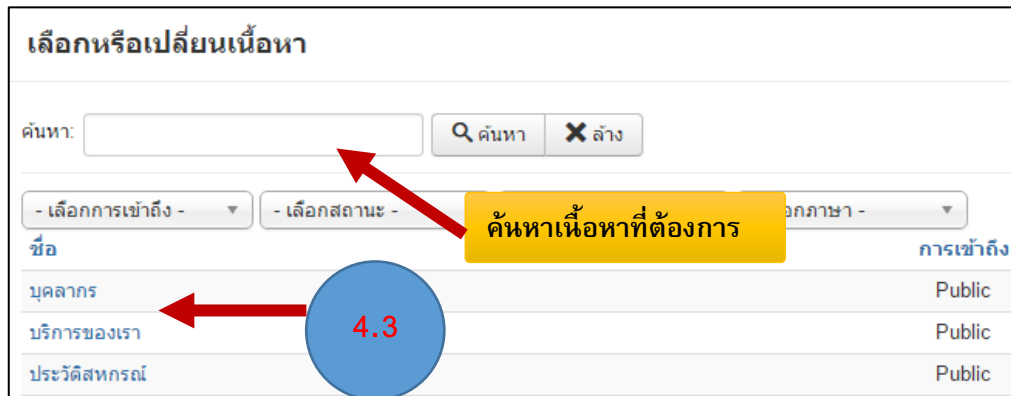 เลือกหรือเปลี่ยนเนื้อหา
ค้นหา: ค้นหา ล้าง
- เลือกการเข้าถึง - - เลือกสถานะ - ค้นหาเนื้อหาที่ต้องการ อกภาษา -
ชื่อ การเข้าถึง
บุคลากร Public
4.3
บริการของเรา Public
ประวัติสหกรณ์ Public